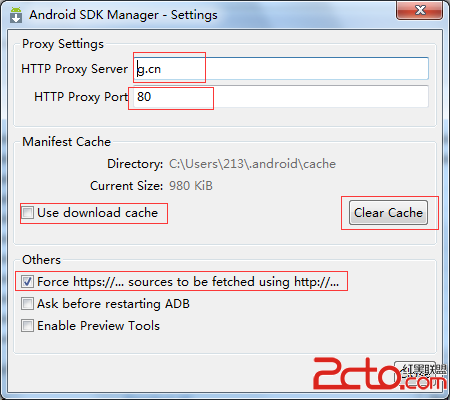 Android SDK Manager - Settings
Proxy Settings
HTTP Proxy Server g.cn
HTTP Proxy Port 80
Manifest Cache
Directory: C:\Users\213\.android\cache
Current Size: 980 KiB
Use download cache Clear Cache
Others
Force https://... sources to be fetched using http://...
Ask before restarting ADB
Enable Preview Tools
红黑联盟
2cto.com